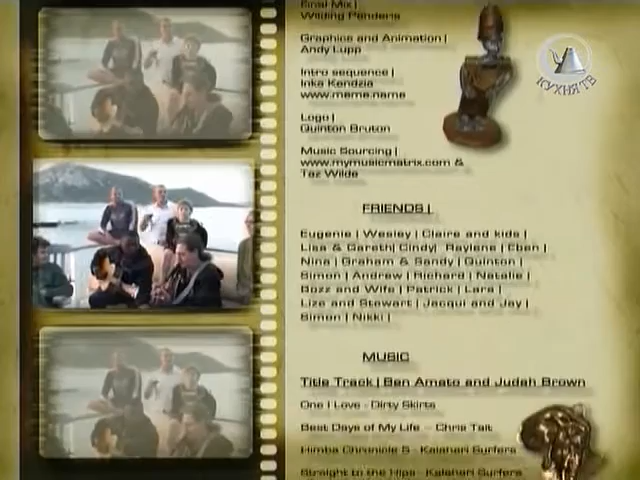 Final Mix |
Wilding Penderis
Graphics and Animation |
Andy Lupp
Intro sequence |
Inka Kendzia
www.meme.name
Logo |
Quinton Bruton
Music Sourcing |
www.mymusicmatrix.com &
Taz Wilde
КУХНЯ ТВ
FRIENDS |
Eugenie | Wesley | Claire and kids |
Lisa & Gareth| Cindy| Raylene | Eben |
Nina | Graham & Sandy | Quinton |
Simon | Andrew | Richard | Natalie |
Bozz and Wife | Patrick | Lara |
Lize and Stewart | Jacqui and Jay |
Simon | Nikki |
MUSIC
Title Track | Ben Amato and Judah Brown
One I Love - Dirty Skirts
Best Days of My Life – Chris Tait
Himba Chronicle 5 - Kalahari Surfers
Straight to the Hips - Kalahari Surfers